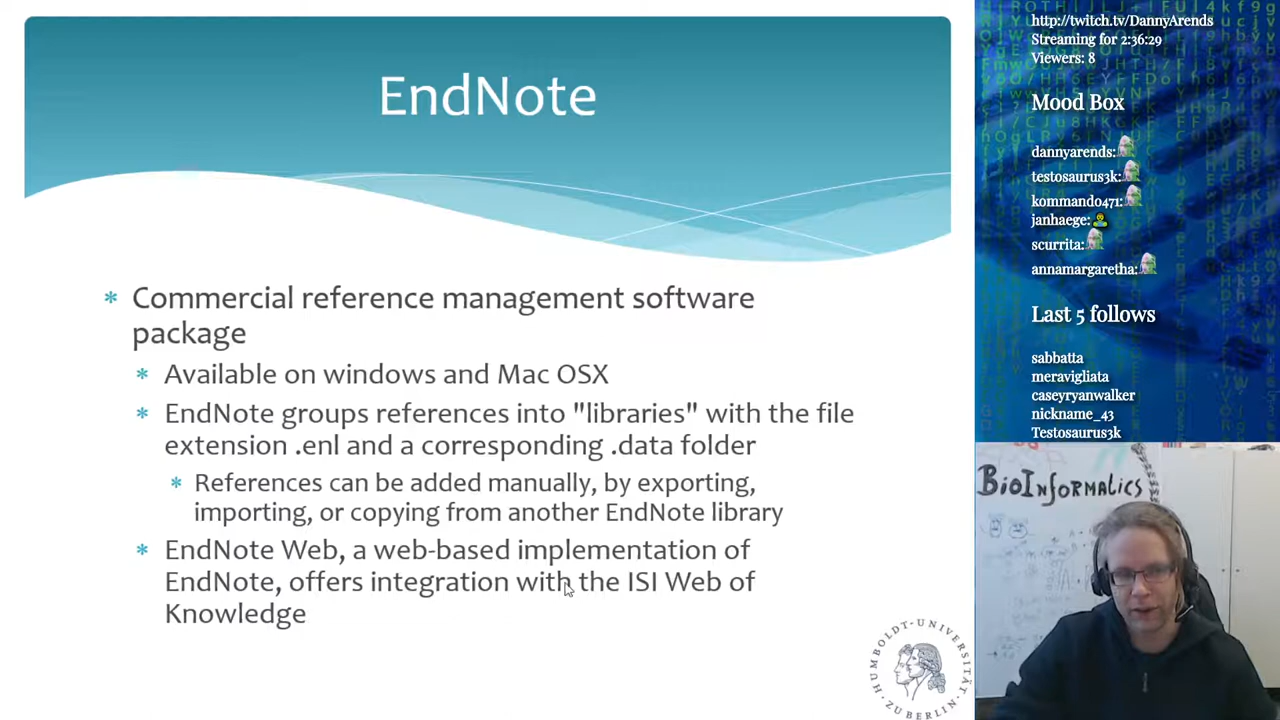 EndNote
* Commercial reference management software
package
* Available on windows and Mac OSX
* EndNote groups references into "libraries" with the file
extension .enl and a corresponding .data folder
* References can be added manually, by exporting,
importing, or copying from another EndNote library
* EndNote Web, a web-based implementation of
EndNote, offers integration with the ISI Web of
Knowledge
HUMBOLDT-UNIVERSITÄT
ZU BERLIN
http://twitch.tv/DannyArends
Streaming for 2:36:29
Viewers: 8
Mood Box
dannyarends:
testosaurus3k:
kommando471:
janhaege:
scurrita:
annamargaretha:
Last 5 follows
sabbatta
meravigliata
caseyryanwalker
nickname_43
Testosaurus3k
BioInformatics